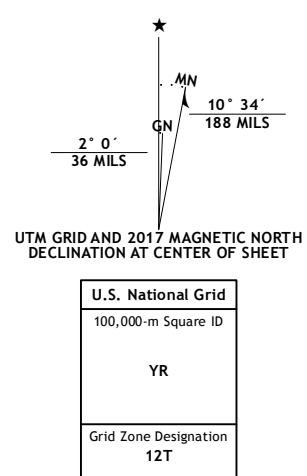 MN
10° 34´
188 MILS
GN
2° 0´
36 MILS
UTM GRID AND 2017 MAGNETIC NORTH
DECLINATION AT CENTER OF SHEET
U.S. National Grid
100,000-m Square ID
YR
Grid Zone Designation
12T